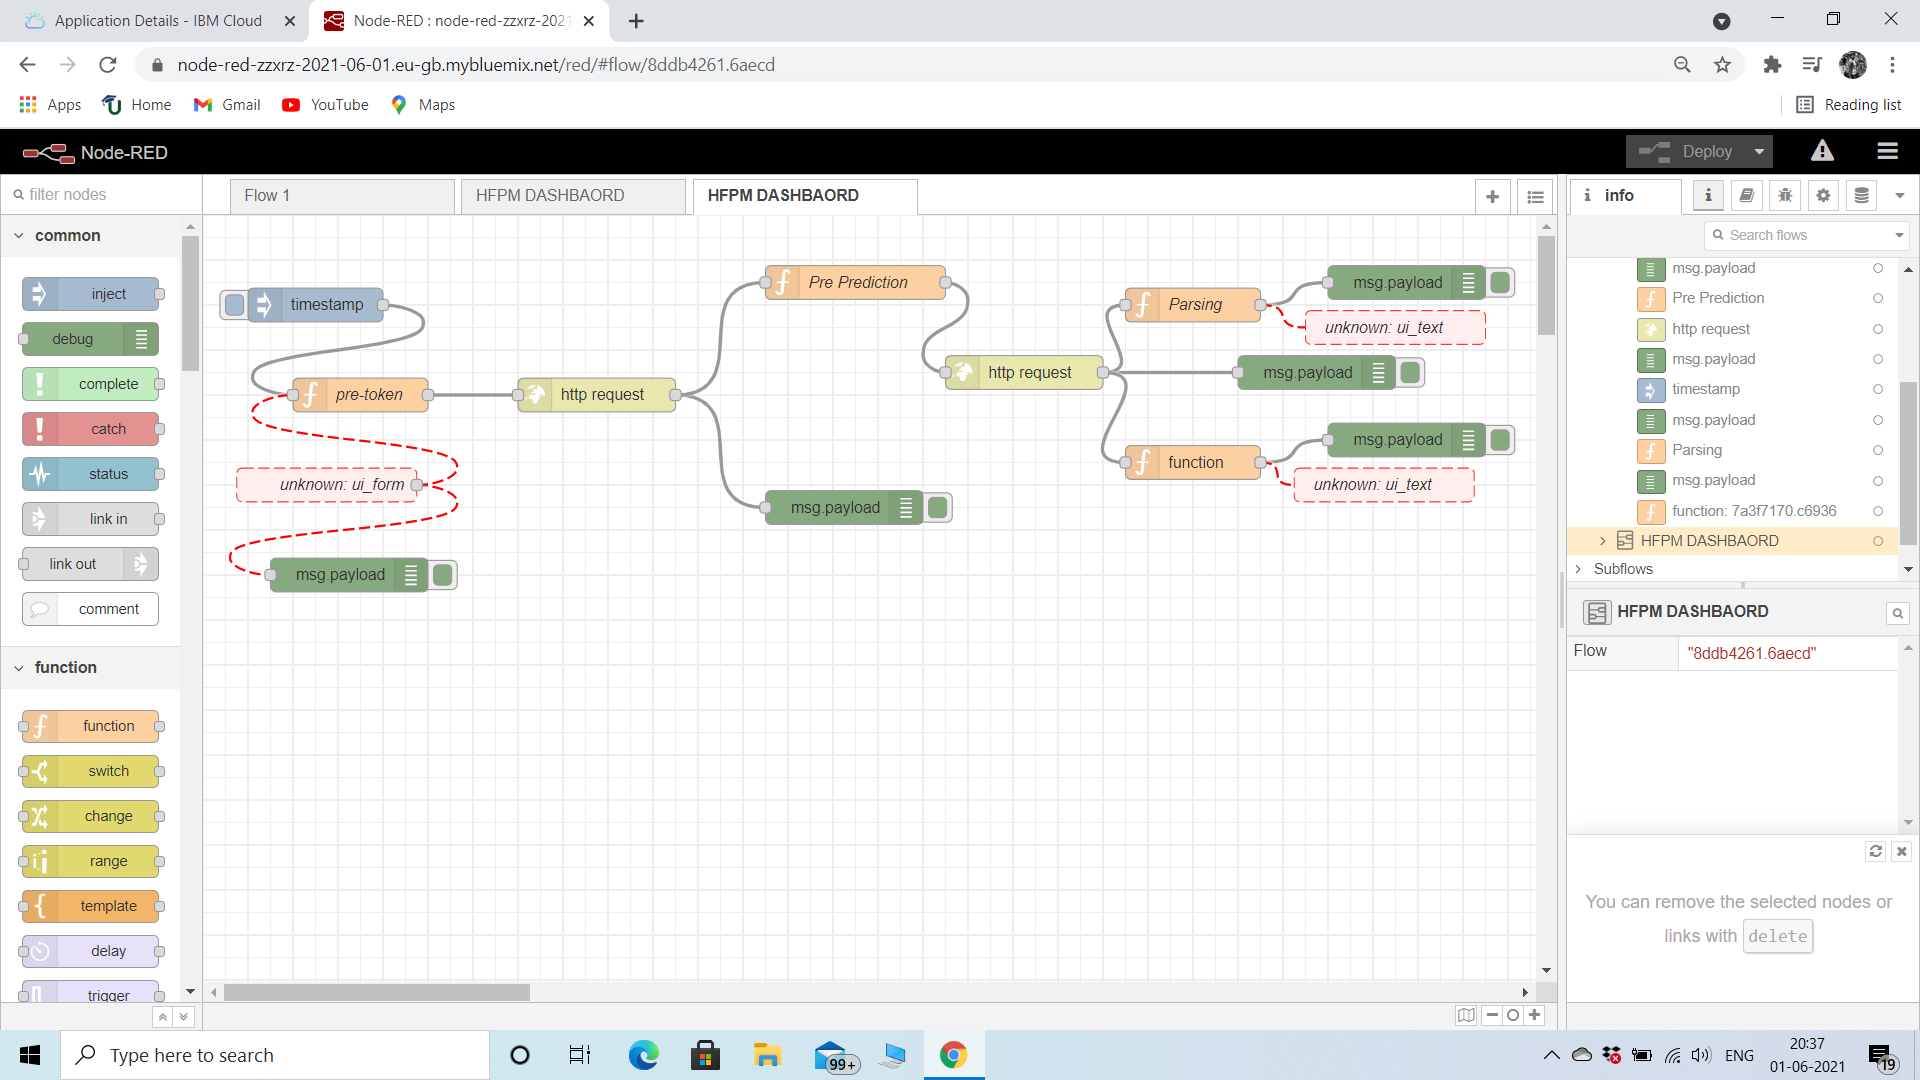 Application Details - IBM Cloud
Node-RED : node-red-zzxrz-2021
node-red-zzxrz-2021-06-01.eu-gb.mybluemix.net/red/#flow/8ddb4261.6aecd
Apps
Home
Gmail
YouTube
Maps
Reading list
Node-RED
Deploy
filter nodes
Flow 1
HFPM DASHBAORD
HFPM DASHBAORD
info
Search flows
common
inject
debug
complete
catch
status
link in
link out
comment
function
function
switch
change
range
template
delay
trigger
timestamp
pre-token
http request
unknown: ui_form
msg.payload
Pre Prediction
msg.payload
http request
Parsing
msg.payload
unknown: ui_text
msg.payload
function
msg.payload
unknown: ui_text
msg.payload
Pre Prediction
http request
msg.payload
timestamp
msg.payload
Parsing
msg.payload
function: 7a3f7170.c6936
HFPM DASHBAORD
Subflows
HFPM DASHBAORD
Flow
"8ddb4261.6aecd"
You can remove the selected nodes or
links with delete
Type here to search
99+
ENG
20:37
01-06-2021
19